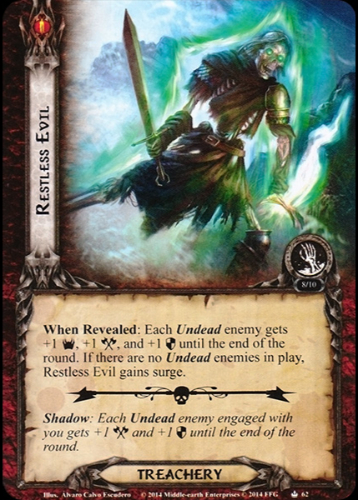 RESTLESS EVIL
8/10
When Revealed: Each Undead enemy gets
+1, +1, and +1 until the end of the
round. If there are no Undead enemies in play,
Restless Evil gains surge.
Shadow: Each Undead enemy engaged with
you gets +1 and +1 until the end of the
round.
TREACHERY
Illus. Álvaro Calvo Escudero © 2014 Middle-earth Enterprises © 2014 FFG 62